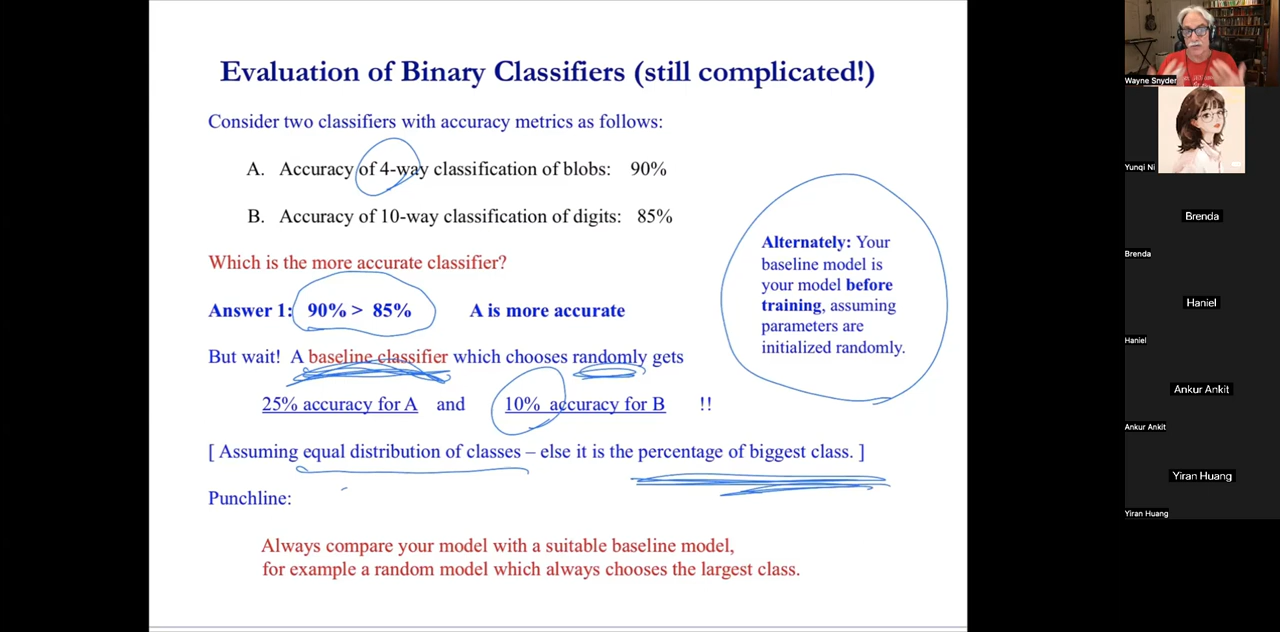 Evaluation of Binary Classifiers (still complicated!)
Consider two classifiers with accuracy metrics as follows:
A. Accuracy of 4-way classification of blobs: 90%
B. Accuracy of 10-way classification of digits: 85%
Which is the more accurate classifier?
Answer 1: 90% > 85% A is more accurate
But wait! A baseline classifier which chooses randomly gets
25% accuracy for A and 10% accuracy for B !!
[ Assuming equal distribution of classes – else it is the percentage of biggest class. ]
Punchline:
Always compare your model with a suitable baseline model,
for example a random model which always chooses the largest class.
Alternately: Your
baseline model is
your model before
training, assuming
parameters are
initialized randomly.
Wayne Snyder
Yunqi Ni
Brenda
Brenda
Haniel
Haniel
Ankur Ankit
Ankur Ankit
Yiran Huang
Yiran Huang